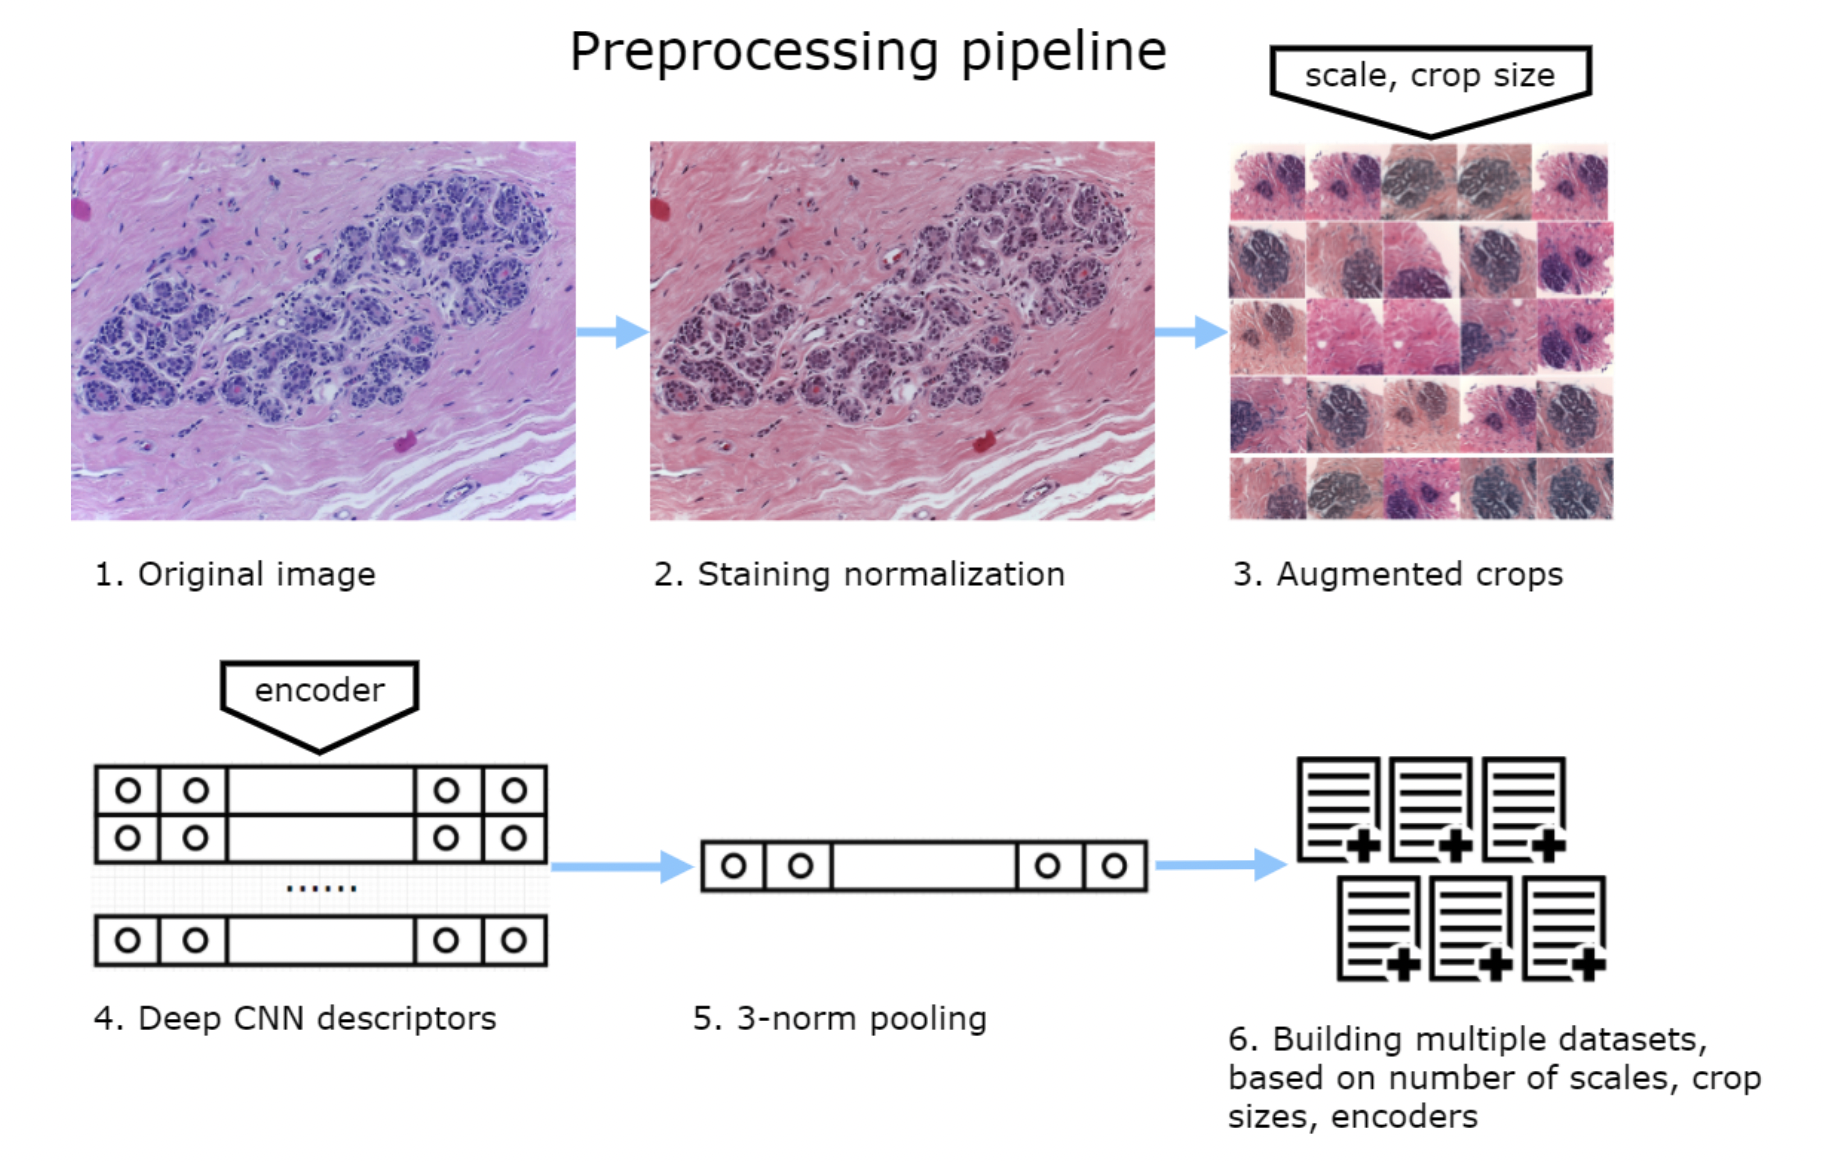 Preprocessing pipeline
scale, crop size
1. Original image
2. Staining normalization
3. Augmented crops
encoder
......
4. Deep CNN descriptors
5. 3-norm pooling
6. Building multiple datasets,
based on number of scales, crop
sizes, encoders